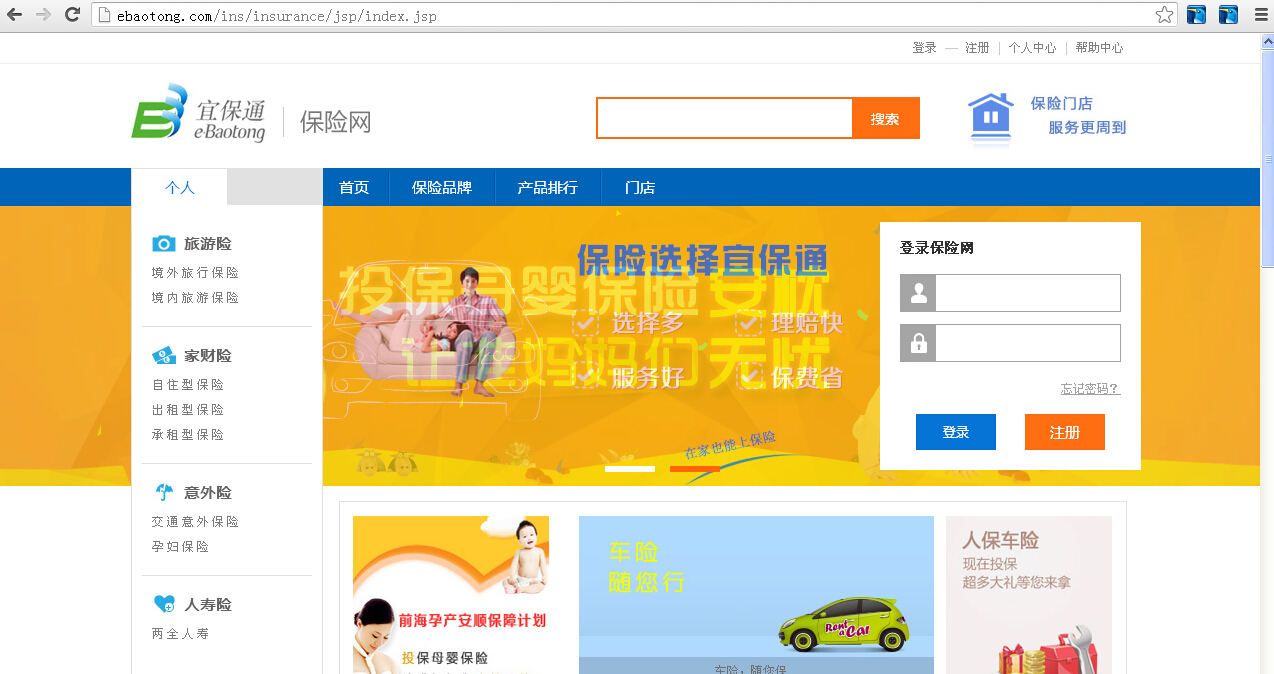 ebaotong.com/ins/insurance/jsp/index.jsp
登录 — 注册 | 个人中心 | 帮助中心
宜保通
eBaotong
保险网
搜索
保险门店
服务更周到
个人
首页
保险品牌
产品排行
门店
旅游险
境外旅行保险
境内旅游保险
家财险
自住型保险
出租型保险
承租型保险
意外险
交通意外保险
孕妇保险
人寿险
两全人寿
保险选择宜保通
投保母婴保险安忧
选择多
理赔快
让准妈妈们无忧
服务好
保费省
在家也能上保险
登录保险网
忘记密码?
登录
注册
前海孕产安顺保障计划
投保母婴保险
车险
随您行
Rent a Car
车险，随您保
人保车险
现在投保
超多大礼等您来拿